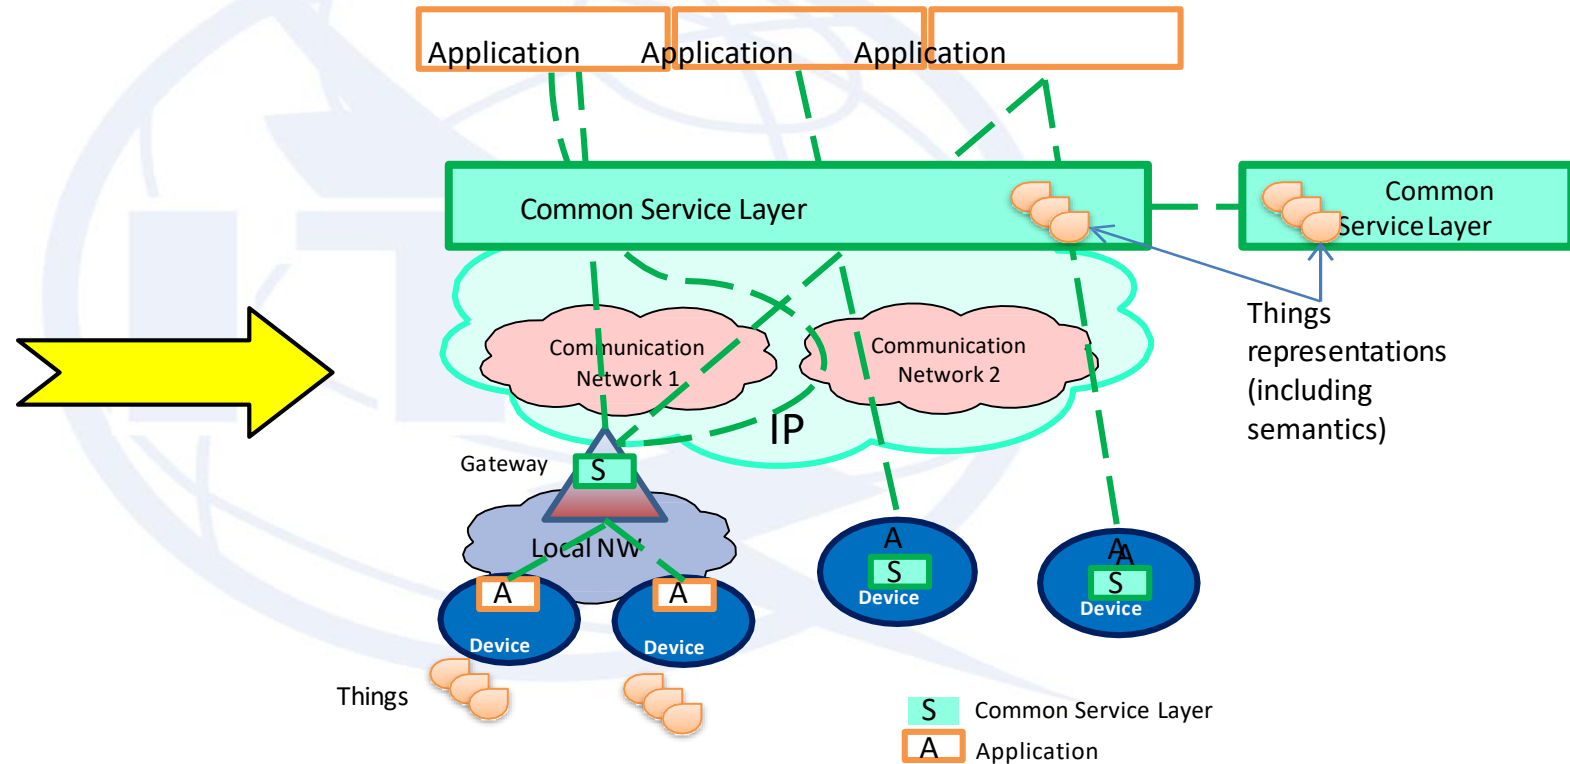 Application Application Application
Common Service Layer
Common
Service Layer
Things
representations
(including
semantics)
Communication
Network 1
Communication
Network 2
IP
Gateway
S
Local NW
A
A
Device
Device
A
S
Device
A
A
S
Device
Things
S Common Service Layer
A Application